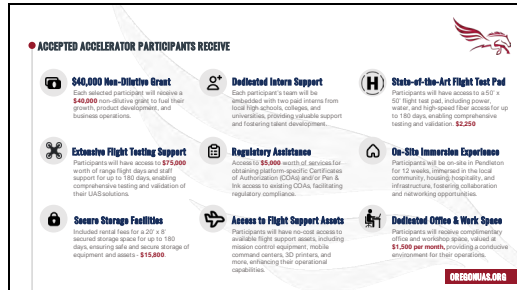 ACCEPTED ACCELERATOR PARTICIPANTS RECEIVE
$40,000 Non-Dilutive Grant
Each selected participant will receive a
$40,000 non-dilutive grant to fuel their
growth, product development, and
business operations.
Dedicated Intern Support
Each participant's team will be
embedded with two paid interns from
local high schools, colleges, and
universities, providing valuable support
and fostering talent development.
H
State-of-the-Art Flight Test Pad
Participants will have access to a 50' x
50' flight test pad, including power,
water, and high-speed fiber access for up
to 180 days, enabling comprehensive
testing and validation. $2,250
Extensive Flight Testing Support
Participants will have access to $75,000
worth of range flight days and staff
support for up to 180 days, enabling
comprehensive testing and validation of
their UAS solutions.
Regulatory Assistance
Access to $5,000 worth of services for
obtaining platform-specific Certificates
of Authorization (COAs) and/or Pen &
Ink access to existing COAs, facilitating
regulatory compliance.
On-Site Immersion Experience
Participants will be on-site in Pendleton
for 12 weeks, immersed in the local
community, housing, hospitality, and
infrastructure, fostering collaboration
and networking opportunities.
Secure Storage Facilities
Included rental fees for a 20' x 8'
secured storage space for up to 180
days, ensuring safe and secure storage of
equipment and assets - $15,800.
Access to Flight Support Assets
Participants will have no-cost access to
available flight support assets, including
mission control equipment, mobile
command centers, 3D printers, and
more, enhancing their operational
capabilities.
Dedicated Office & Work Space
Participants will receive complimentary
office and workshop space, valued at
$1,500 per month, providing a conducive
environment for their operations.
OREGONUAS.ORG